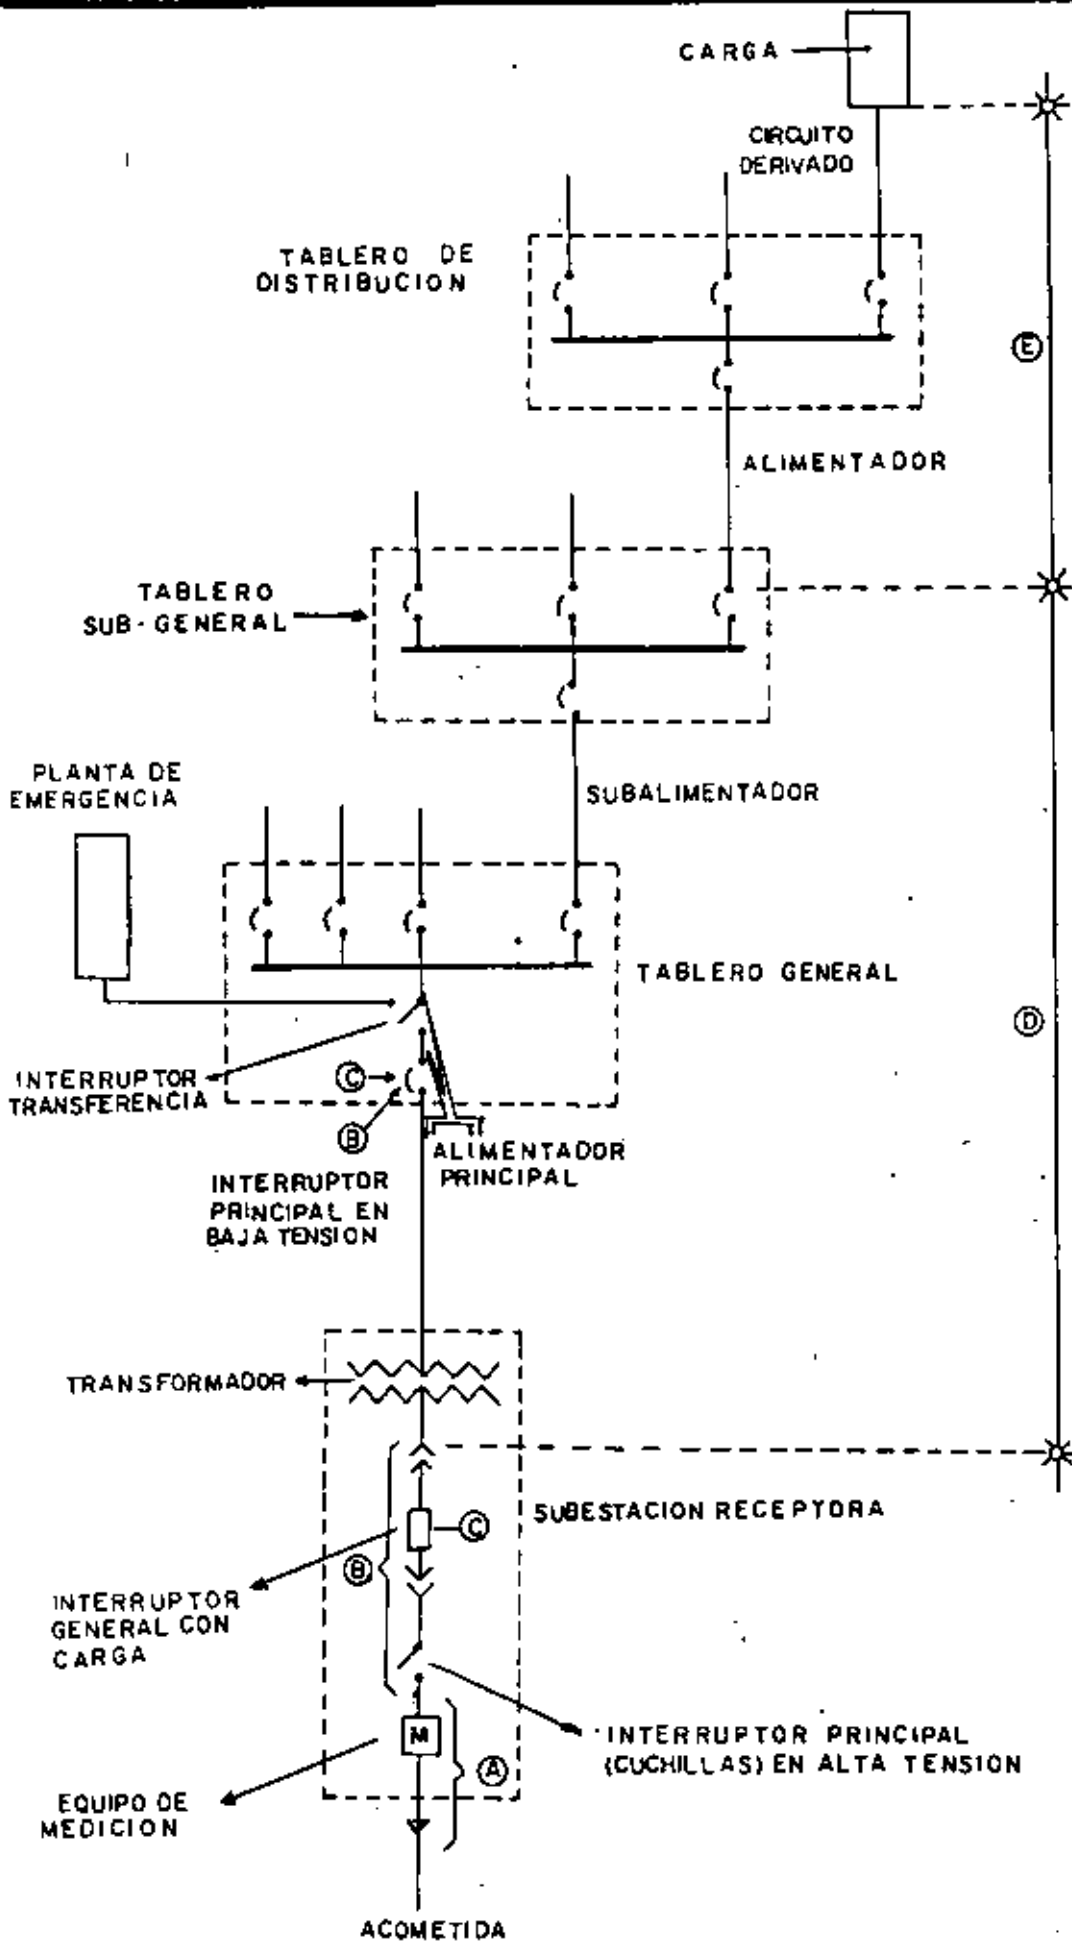 CARGA
CIRCUITO
DERIVADO
TABLERO DE
DISTRIBUCION
E
ALIMENTADOR
TABLERO
SUB-GENERAL
PLANTA DE
EMERGENCIA
SUBALIMENTADOR
TABLERO GENERAL
D
INTERRUPTOR
TRANSFERENCIA
C
B
ALIMENTADOR
PRINCIPAL
INTERRUPTOR
PRINCIPAL EN
BAJA TENSION
TRANSFORMADOR
SUBESTACION RECEPTORA
C
B
INTERRUPTOR
GENERAL CON
CARGA
M
INTERRUPTOR PRINCIPAL
(CUCHILLAS) EN ALTA TENSION
A
EQUIPO DE
MEDICION
ACOMETIDA